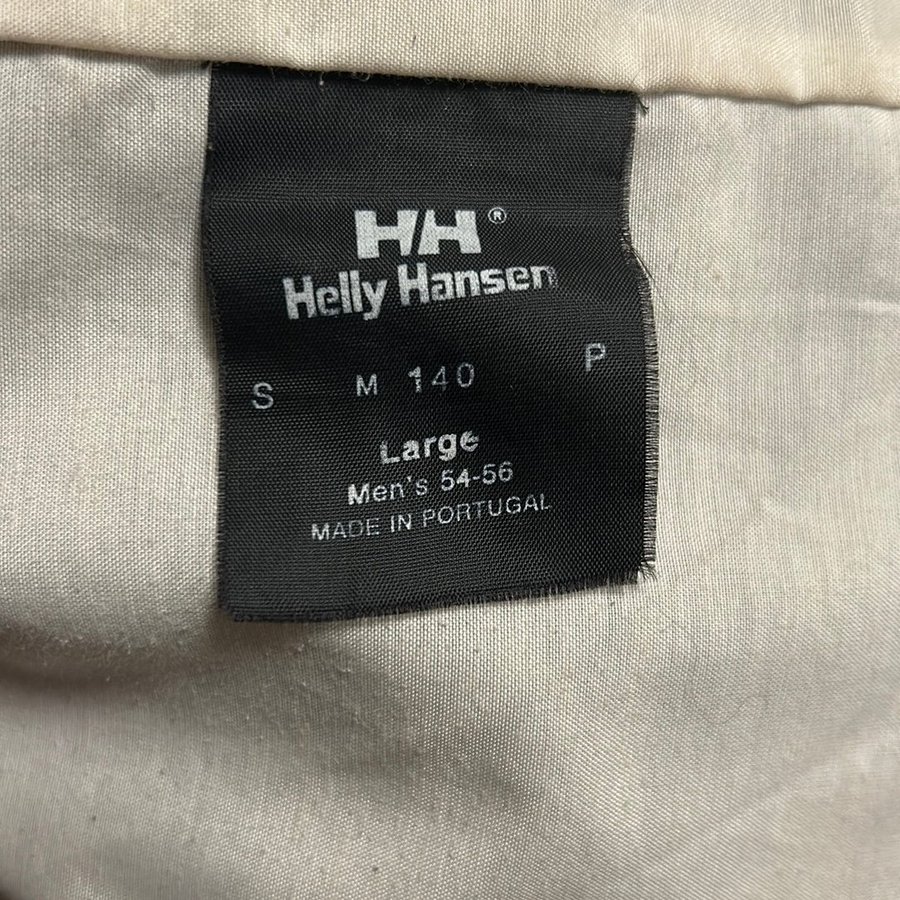 HH®
Helly Hansen
S M 140 P
Large
Men's 54-56
MADE IN PORTUGAL